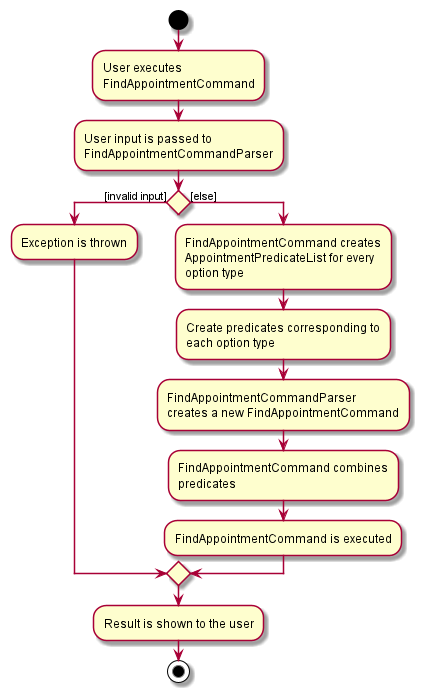 User executes
FindAppointmentCommand
User input is passed to
FindAppointmentCommandParser
[invalid input]
[else]
Exception is thrown
FindAppointmentCommand creates
AppointmentPredicateList for every
option type
Create predicates corresponding to
each option type
FindAppointmentCommandParser
creates a new FindAppointmentCommand
FindAppointmentCommand combines
predicates
FindAppointmentCommand is executed
Result is shown to the user